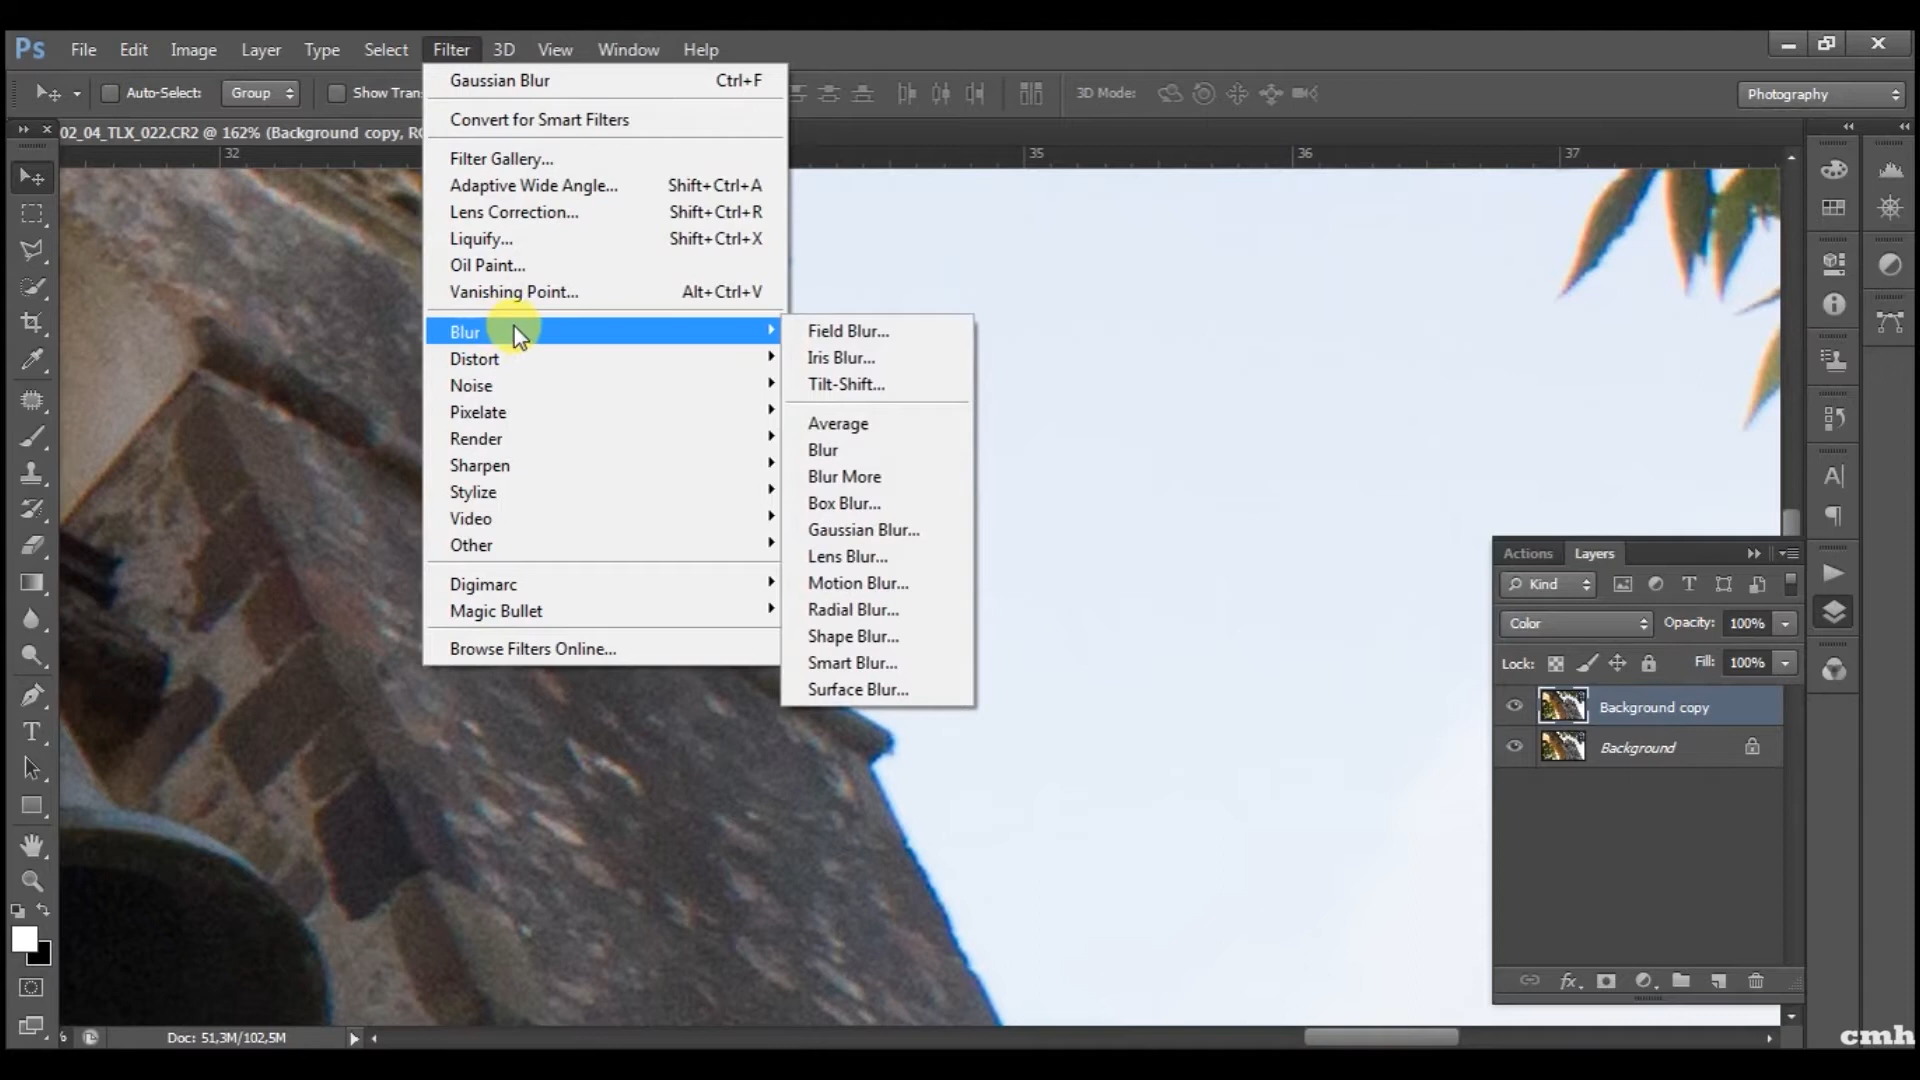 Ps File Edit Image Layer Type Select Filter 3D View Window Help
Auto-Select: Group Show Tran 3D Mode: Photography
02_04_TLX_022.CR2 @ 162% (Background copy, R
32 35 36 37
Gaussian Blur Ctrl+F
Convert for Smart Filters
Filter Gallery...
Adaptive Wide Angle... Shift+Ctrl+A
Lens Correction... Shift+Ctrl+R
Liquify... Shift+Ctrl+X
Oil Paint...
Vanishing Point... Alt+Ctrl+V
Blur
Distort
Noise
Pixelate
Render
Sharpen
Stylize
Video
Other
Digimarc
Magic Bullet
Browse Filters Online...
Field Blur...
Iris Blur...
Tilt-Shift...
Average
Blur
Blur More
Box Blur...
Gaussian Blur...
Lens Blur...
Motion Blur...
Radial Blur...
Shape Blur...
Smart Blur...
Surface Blur...
Actions Layers
Kind
Color Opacity: 100%
Lock: Fill: 100%
Background copy
Background
fx
% Doc: 51,3M/102,5M
cmh